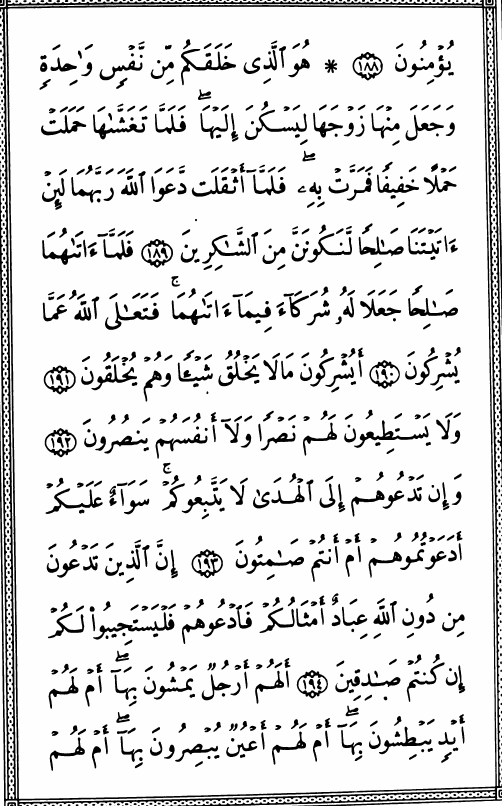 يُؤۡمِنُونَ ١٨٨ * هُوَ ٱلَّذِى خَلَقَكُم مِّن نَّفۡسٍ وَٰحِدَةٍ
وَجَعَلَ مِنۡهَا زَوۡجَهَا لِيَسۡكُنَ إِلَيۡهَاۖ فَلَمَّا تَغَشَّىٰهَا حَمَلَتۡ
حَمۡلًا خَفِيفًا فَمَرَّتۡ بِهِۦۖ فَلَمَّآ أَثۡقَلَت دَّعَوَا ٱللَّهَ رَبَّهُمَا لَئِنۡ
ءَاتَيۡتَنَا صَٰلِحًا لَّنَكُونَنَّ مِنَ ٱلشَّٰكِرِينَ ١٨٩ فَلَمَّآ ءَاتَىٰهُمَا
صَٰلِحًا جَعَلَا لَهُۥ شُرَكَآءَ فِيمَآ ءَاتَىٰهُمَاۚ فَتَعَٰلَى ٱللَّهُ عَمَّا
يُشۡرِكُونَ ١٩٠ أَيُشۡرِكُونَ مَا لَا يَخۡلُقُ شَيۡـًٔا وَهُمۡ يُخۡلَقُونَ ١٩١
وَلَا يَسۡتَطِيعُونَ لَهُمۡ نَصۡرًا وَلَآ أَنفُسَهُمۡ يَنصُرُونَ ١٩٢
وَإِن تَدۡعُوهُمۡ إِلَى ٱلۡهُدَىٰ لَا يَتَّبِعُوكُمۡۚ سَوَآءٌ عَلَيۡكُمۡ
أَدَعَوۡتُمُوهُمۡ أَمۡ أَنتُمۡ صَٰمِتُونَ ١٩٣ إِنَّ ٱلَّذِينَ تَدۡعُونَ
مِن دُونِ ٱللَّهِ عِبَادٌ أَمۡثَالُكُمۡ فَٱدۡعُوهُمۡ فَلۡيَسۡتَجِيبُوا۟ لَكُمۡ
إِن كُنتُمۡ صَٰدِقِينَ ١٩٤ أَلَهُمۡ أَرۡجُلٌ يَمۡشُونَ بِهَآۖ أَمۡ لَهُمۡ
أَيۡدٍ يَبۡطِشُونَ بِهَآۖ أَمۡ لَهُمۡ أَعۡيُنٌ يُبۡصِرُونَ بِهَآۖ أَمۡ لَهُمۡ